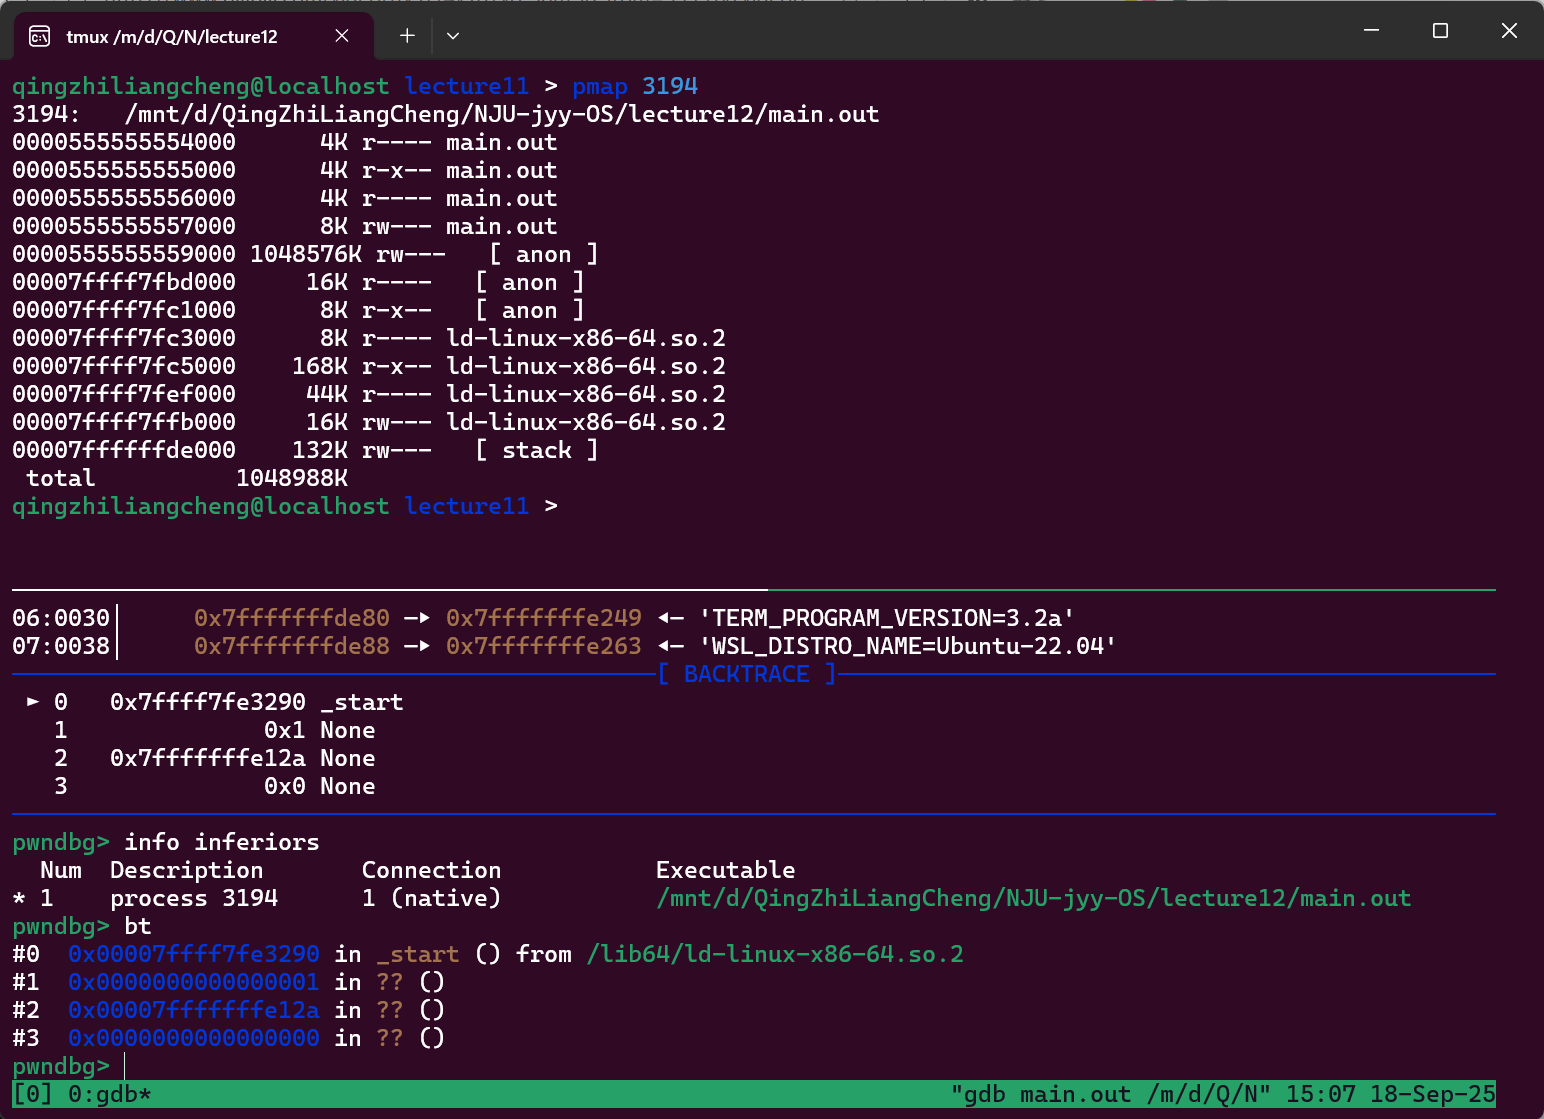 tmux /m/d/Q/N/lecture12
qingzhiliangcheng@localhost lecture11 > pmap 3194
3194:   /mnt/d/QingZhiLiangCheng/NJU-jyy-OS/lecture12/main.out
0000555555554000      4K r---- main.out
0000555555555000      4K r-x-- main.out
0000555555556000      4K r---- main.out
0000555555557000      8K rw--- main.out
0000555555559000 1048576K rw---   [ anon ]
00007ffff7fbd000     16K r----   [ anon ]
00007ffff7fc1000      8K r-x--   [ anon ]
00007ffff7fc3000      8K r---- ld-linux-x86-64.so.2
00007ffff7fc5000    168K r-x-- ld-linux-x86-64.so.2
00007ffff7fef000     44K r---- ld-linux-x86-64.so.2
00007ffff7ffb000     16K rw--- ld-linux-x86-64.so.2
00007ffffffde000    132K rw---   [ stack ]
 total          1048988K
qingzhiliangcheng@localhost lecture11 >
06:0030│     0x7fffffffde80 —▸ 0x7fffffffe249 ◂— 'TERM_PROGRAM_VERSION=3.2a'
07:0038│     0x7fffffffde88 —▸ 0x7fffffffe263 ◂— 'WSL_DISTRO_NAME=Ubuntu-22.04'
[ BACKTRACE ]
 ► 0   0x7ffff7fe3290 _start
   1              0x1 None
   2   0x7fffffffe12a None
   3              0x0 None
pwndbg> info inferiors
  Num  Description       Connection           Executable
* 1    process 3194      1 (native)           /mnt/d/QingZhiLiangCheng/NJU-jyy-OS/lecture12/main.out
pwndbg> bt
#0  0x00007ffff7fe3290 in _start () from /lib64/ld-linux-x86-64.so.2
#1  0x0000000000000001 in ?? ()
#2  0x00007fffffffe12a in ?? ()
#3  0x0000000000000000 in ?? ()
pwndbg>
[0] 0:gdb*                    "gdb main.out /m/d/Q/N" 15:07 18-Sep-25